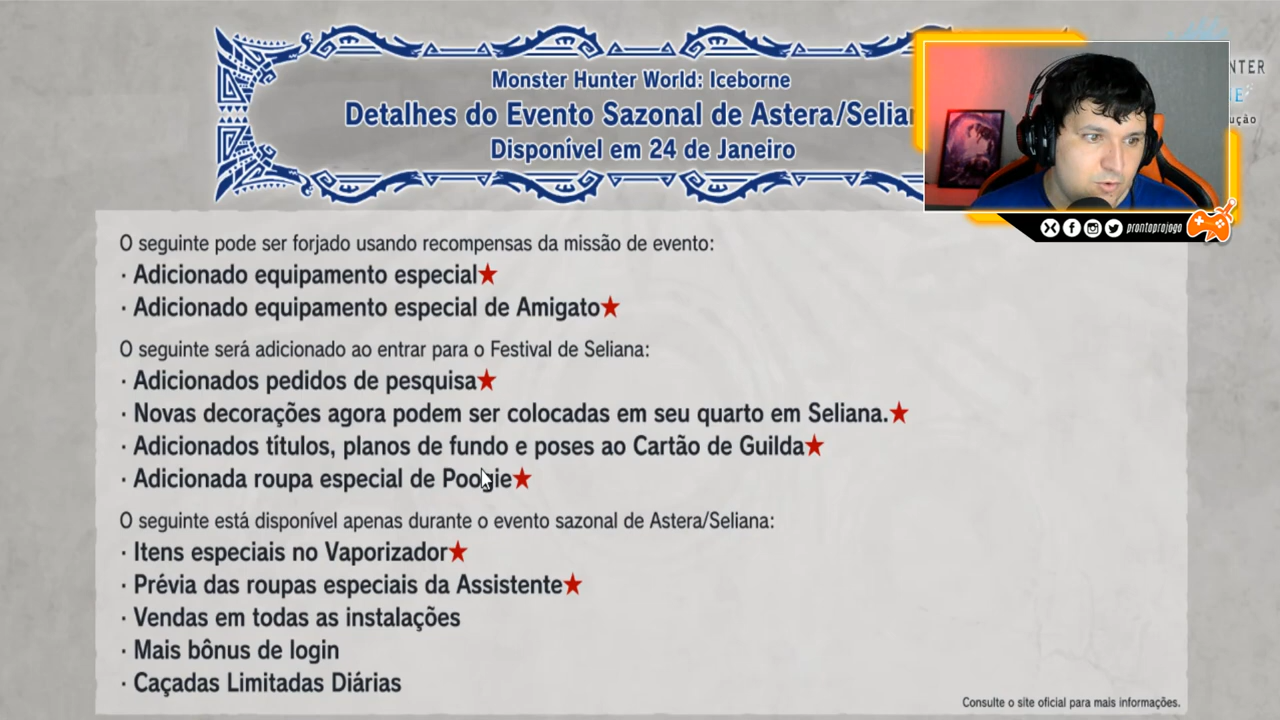 Monster Hunter World: Iceborne
Detalhes do Evento Sazonal de Astera/Selian
Disponível em 24 de Janeiro
NTER
NE
ução
prontoprojogo
O seguinte pode ser forjado usando recompensas da missão de evento:
· Adicionado equipamento especial★
· Adicionado equipamento especial de Amigato★
O seguinte será adicionado ao entrar para o Festival de Seliana:
· Adicionados pedidos de pesquisa★
· Novas decorações agora podem ser colocadas em seu quarto em Seliana.★
· Adicionados títulos, planos de fundo e poses ao Cartão de Guilda★
· Adicionada roupa especial de Poogie★
O seguinte está disponível apenas durante o evento sazonal de Astera/Seliana:
· Itens especiais no Vaporizador★
· Prévia das roupas especiais da Assistente★
· Vendas em todas as instalações
· Mais bônus de login
· Caçadas Limitadas Diárias
Consulte o site oficial para mais informações.